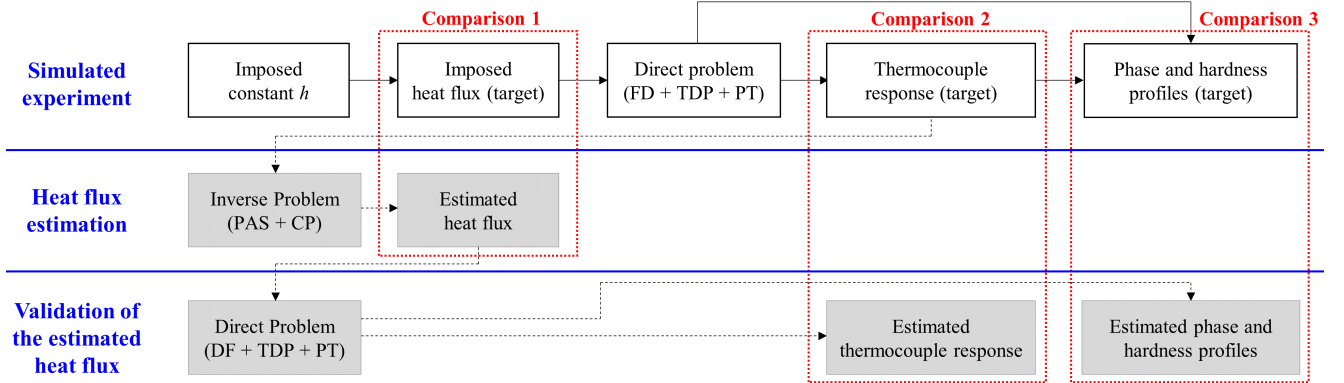 Comparison 1
Comparison 2
Comparison 3
Simulated
experiment
Imposed
constant h
Imposed
heat flux (target)
Direct problem
(FD + TDP + PT)
Thermocouple
response (target)
Phase and hardness
profiles (target)
Heat flux
estimation
Inverse Problem
(PAS + CP)
Estimated
heat flux
Validation of
the estimated
heat flux
Direct Problem
(DF + TDP + PT)
Estimated
thermocouple response
Estimated phase and
hardness profiles